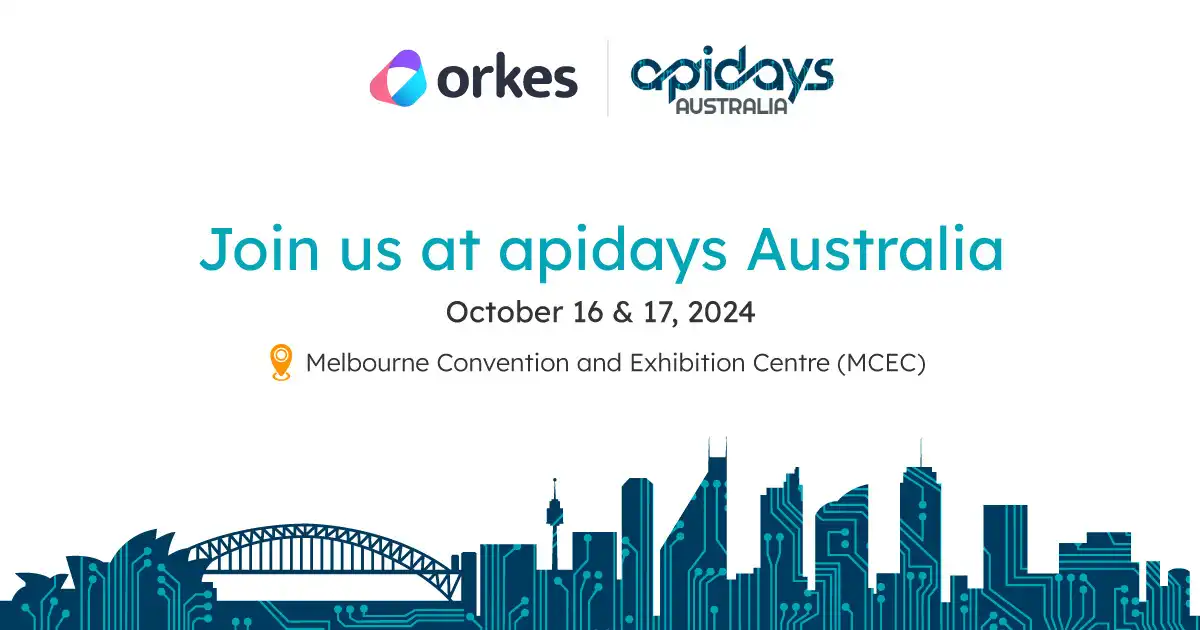 orkes
apidays
AUSTRALIA
Join us at apidays Australia
October 16 & 17, 2024
Melbourne Convention and Exhibition Centre (MCEC)